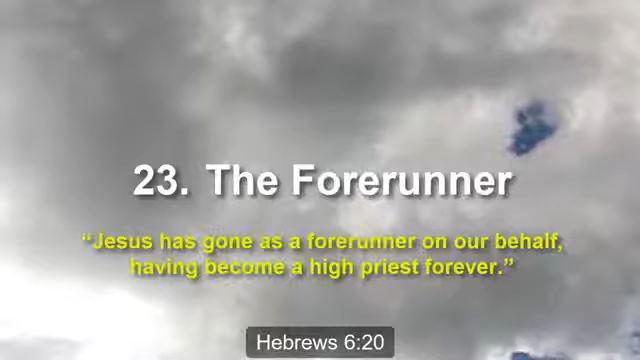 23. The Forerunner
“Jesus has gone as a forerunner on our behalf,
having become a high priest forever.”
Hebrews 6:20